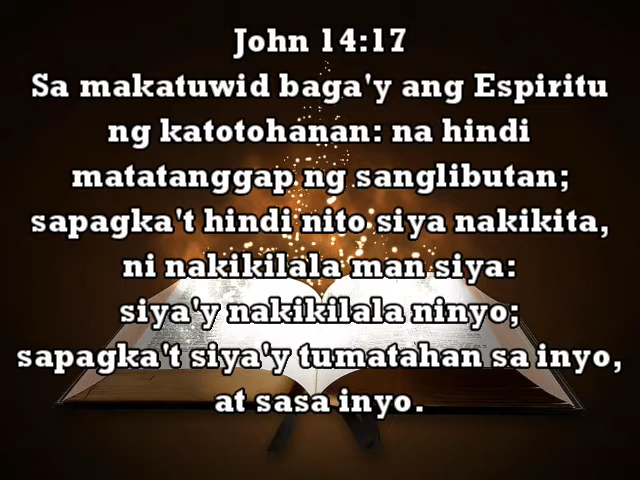 John 14:17
Sa makatuwid baga'y ang Espiritu
ng katotohanan: na hindi
matatanggap ng sanglibutan;
sapagka't hindi nito siya nakikita,
ni nakikilala man siya:
siya'y nakikilala ninyo;
sapagka't siya'y tumatahan sa inyo,
at sasa inyo.